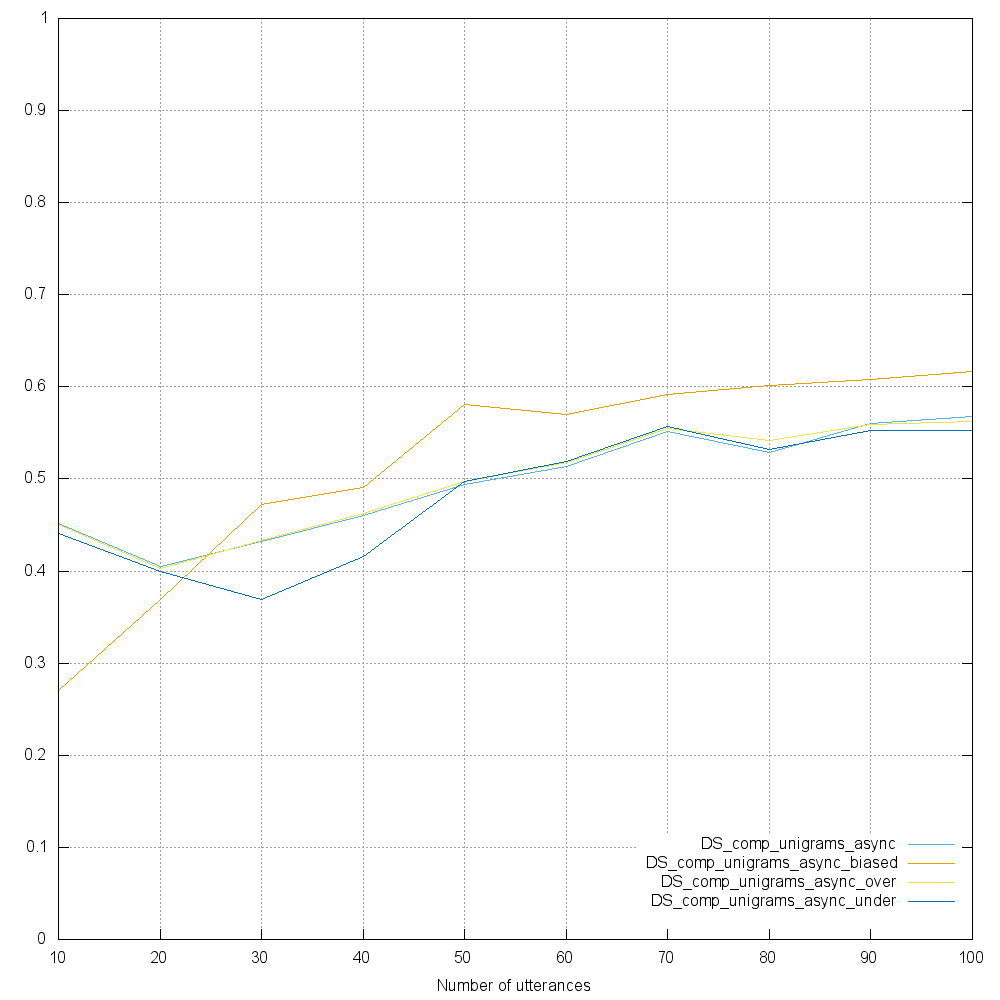 1
0.9
0.8
0.7
0.6
0.5
0.4
0.3
0.2
0.1
0
DS_comp_unigrams_async
DS_comp_unigrams_async_biased
DS_comp_unigrams_async_over
DS_comp_unigrams_async_under
10 20 30 40 50 60 70 80 90 100
Number of utterances